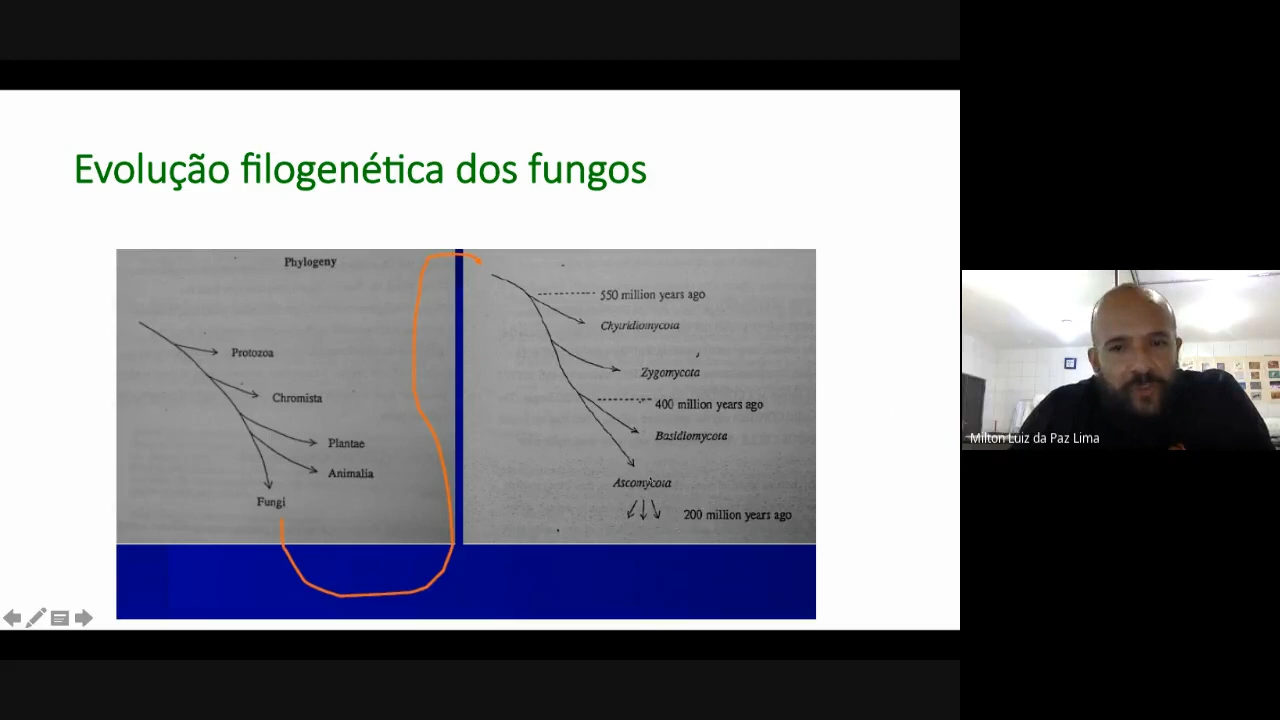 Evolução filogenética dos fungos
Phylogeny
Protozoa
Chromista
Plantae
Animalia
Fungi
550 million years ago
Chytridiomycota
Zygomycota
400 million years ago
Basidiomycota
Ascomycota
200 million years ago
Milton Luiz da Paz Lima